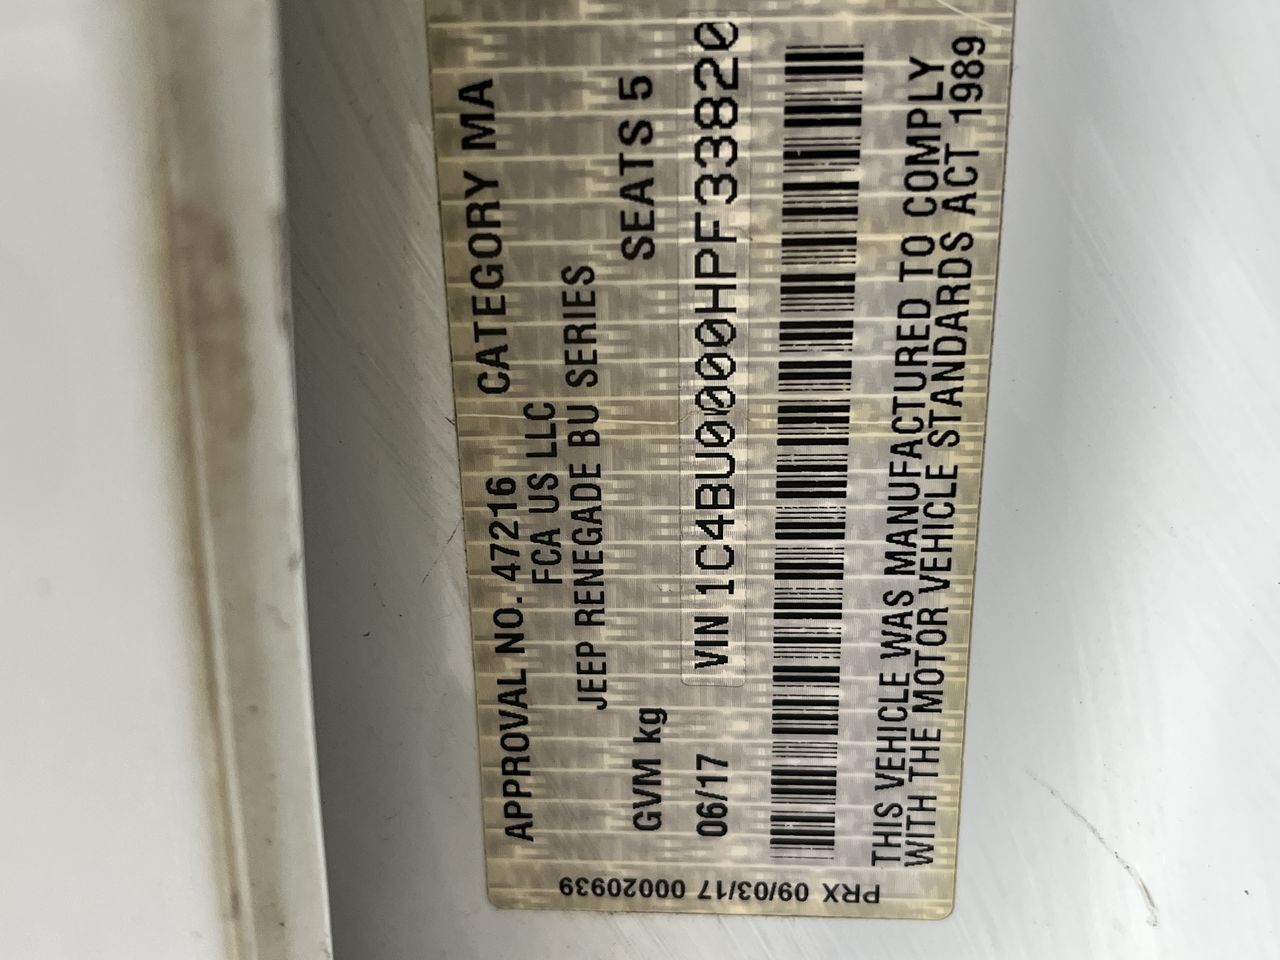 APPROVAL NO. 47216 CATEGORY MA
FCA US LLC
JEEP RENEGADE BU SERIES
GVM kg SEATS 5
06/17 VIN 1C4BU0000HPF33820
THIS VEHICLE WAS MANUFACTURED TO COMPLY
WITH THE MOTOR VEHICLE STANDARDS ACT 1989
PRX 09/03/17 00020939